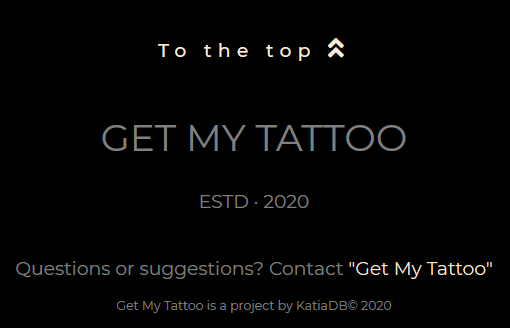 To the top
GET MY TATTOO
ESTD · 2020
Questions or suggestions? Contact "Get My Tattoo"
Get My Tattoo is a project by KatiaDB© 2020